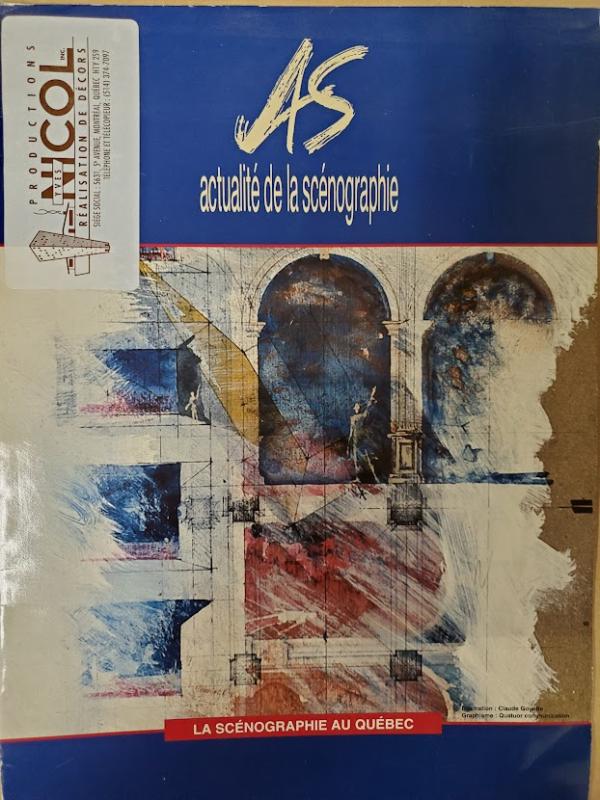 PRODUCTIONS
YVES
NICOL INC.
RÉALISATION DE DÉCORS
SIÈGE SOCIAL : 5631, 5e AVENUE, MONTRÉAL, QUÉBEC H1Y 2S9
TÉLÉPHONE ET TÉLÉCOPIEUR : (514) 374-7097
AS
actualité de la scénographie
Illustration : Claude Goyette
Graphisme : Quatuor communication
LA SCÉNOGRAPHIE AU QUÉBEC